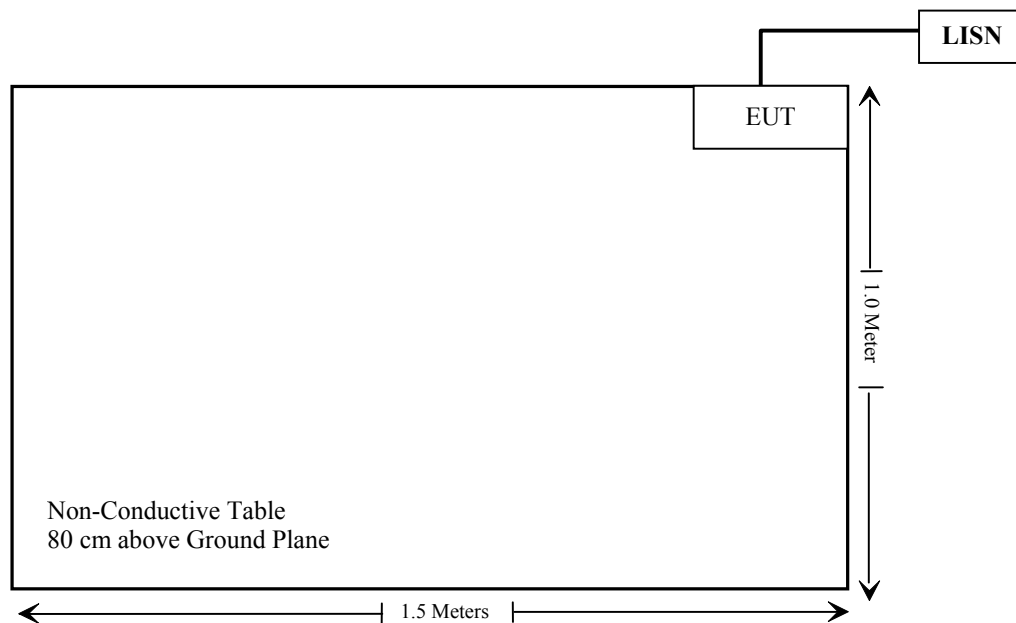 LISN
EUT
1.0 Meter
Non-Conductive Table
80 cm above Ground Plane
1.5 Meters